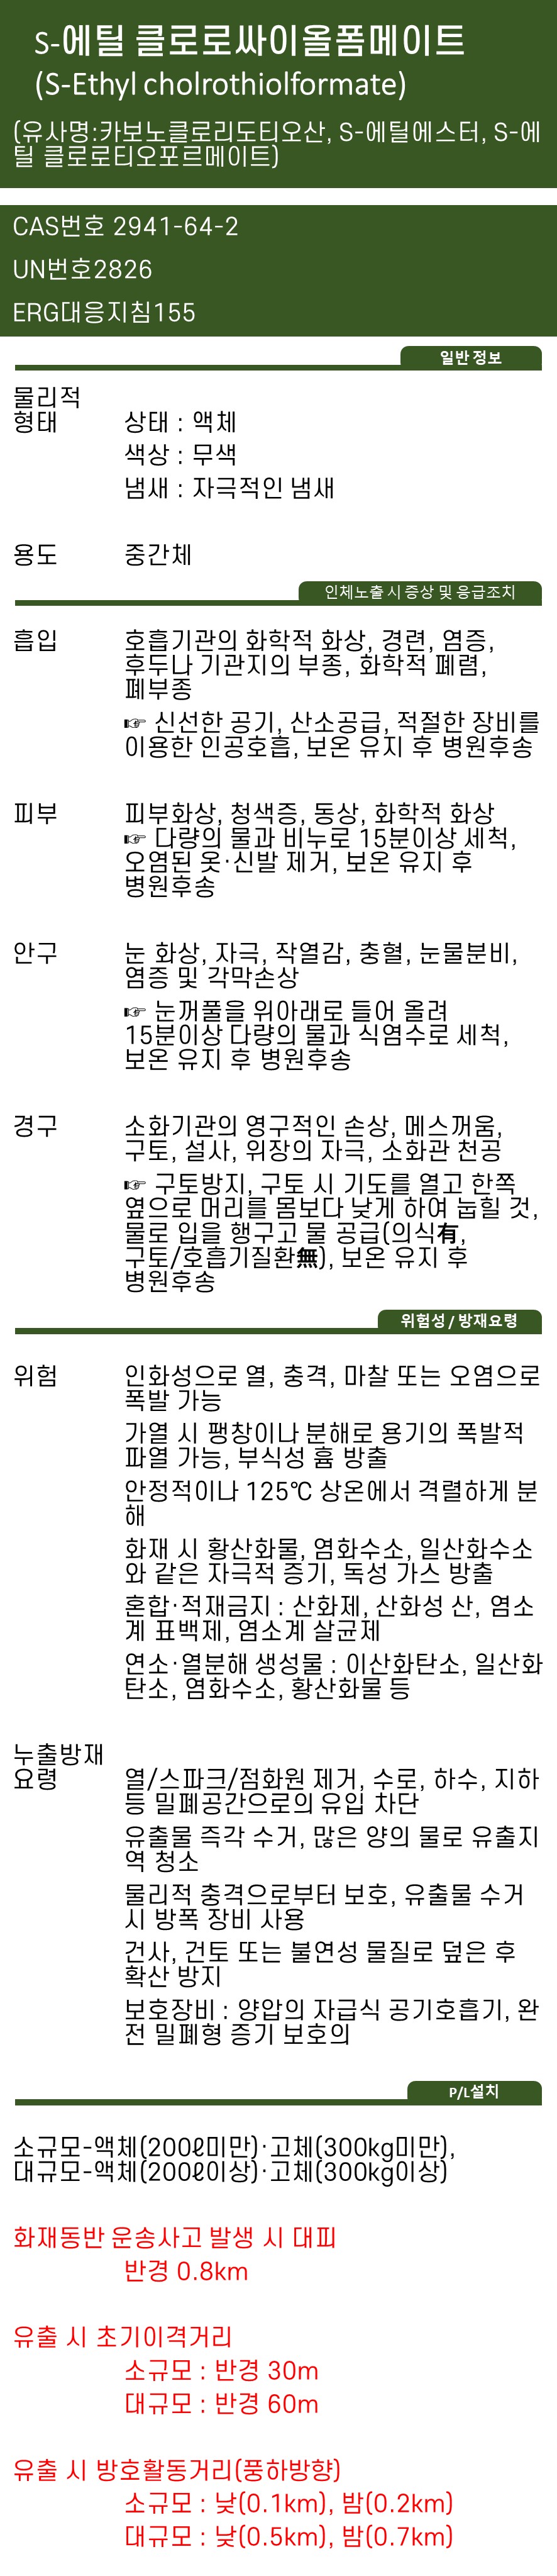 S-에틸 클로로싸이올폼메이트
(S-Ethyl cholrothiolformate)
(유사명:카보노클로리도티오산, S-에틸에스터, S-에
틸 클로로티오포르메이트)
CAS번호 2941-64-2
UN번호2826
ERG대응지침155
일반 정보
물리적
형태 상태 : 액체
색상 : 무색
냄새 : 자극적인 냄새
용도 중간체
인체노출 시 증상 및 응급조치
흡입 호흡기관의 화학적 화상, 경련, 염증,
후두나 기관지의 부종, 화학적 폐렴,
폐부종
☞ 신선한 공기, 산소공급, 적절한 장비를
이용한 인공호흡, 보온 유지 후 병원후송
피부 피부화상, 청색증, 동상, 화학적 화상
☞ 다량의 물과 비누로 15분이상 세척,
오염된 옷·신발 제거, 보온 유지 후
병원후송
안구 눈 화상, 자극, 작열감, 충혈, 눈물분비,
염증 및 각막손상
☞ 눈꺼풀을 위아래로 들어 올려
15분이상 다량의 물과 식염수로 세척,
보온 유지 후 병원후송
경구 소화기관의 영구적인 손상, 메스꺼움,
구토, 설사, 위장의 자극, 소화관 천공
☞ 구토방지, 구토 시 기도를 열고 한쪽
옆으로 머리를 몸보다 낮게 하여 눕힐 것,
물로 입을 행구고 물 공급(의식有,
구토/호흡기질환無), 보온 유지 후
병원후송
위험성 / 방재요령
위험 인화성으로 열, 충격, 마찰 또는 오염으로
폭발 가능
가열 시 팽창이나 분해로 용기의 폭발적
파열 가능, 부식성 흄 방출
안정적이나 125℃ 상온에서 격렬하게 분
해
화재 시 황산화물, 염화수소, 일산화수소
와 같은 자극적 증기, 독성 가스 방출
혼합·적재금지 : 산화제, 산화성 산, 염소
계 표백제, 염소계 살균제
연소·열분해 생성물 : 이산화탄소, 일산화
탄소, 염화수소, 황산화물 등
누출방재
요령 열/스파크/점화원 제거, 수로, 하수, 지하
등 밀폐공간으로의 유입 차단
유출물 즉각 수거, 많은 양의 물로 유출지
역 청소
물리적 충격으로부터 보호, 유출물 수거
시 방폭 장비 사용
건사, 건토 또는 불연성 물질로 덮은 후
확산 방지
보호장비 : 양압의 자급식 공기호흡기, 완
전 밀폐형 증기 보호의
P/L설치
소규모-액체(200ℓ미만)·고체(300kg미만),
대규모-액체(200ℓ이상)·고체(300kg이상)
화재동반 운송사고 발생 시 대피
반경 0.8km
유출 시 초기이격거리
소규모 : 반경 30m
대규모 : 반경 60m
유출 시 방호활동거리(풍하방향)
소규모 : 낮(0.1km), 밤(0.2km)
대규모 : 낮(0.5km), 밤(0.7km)